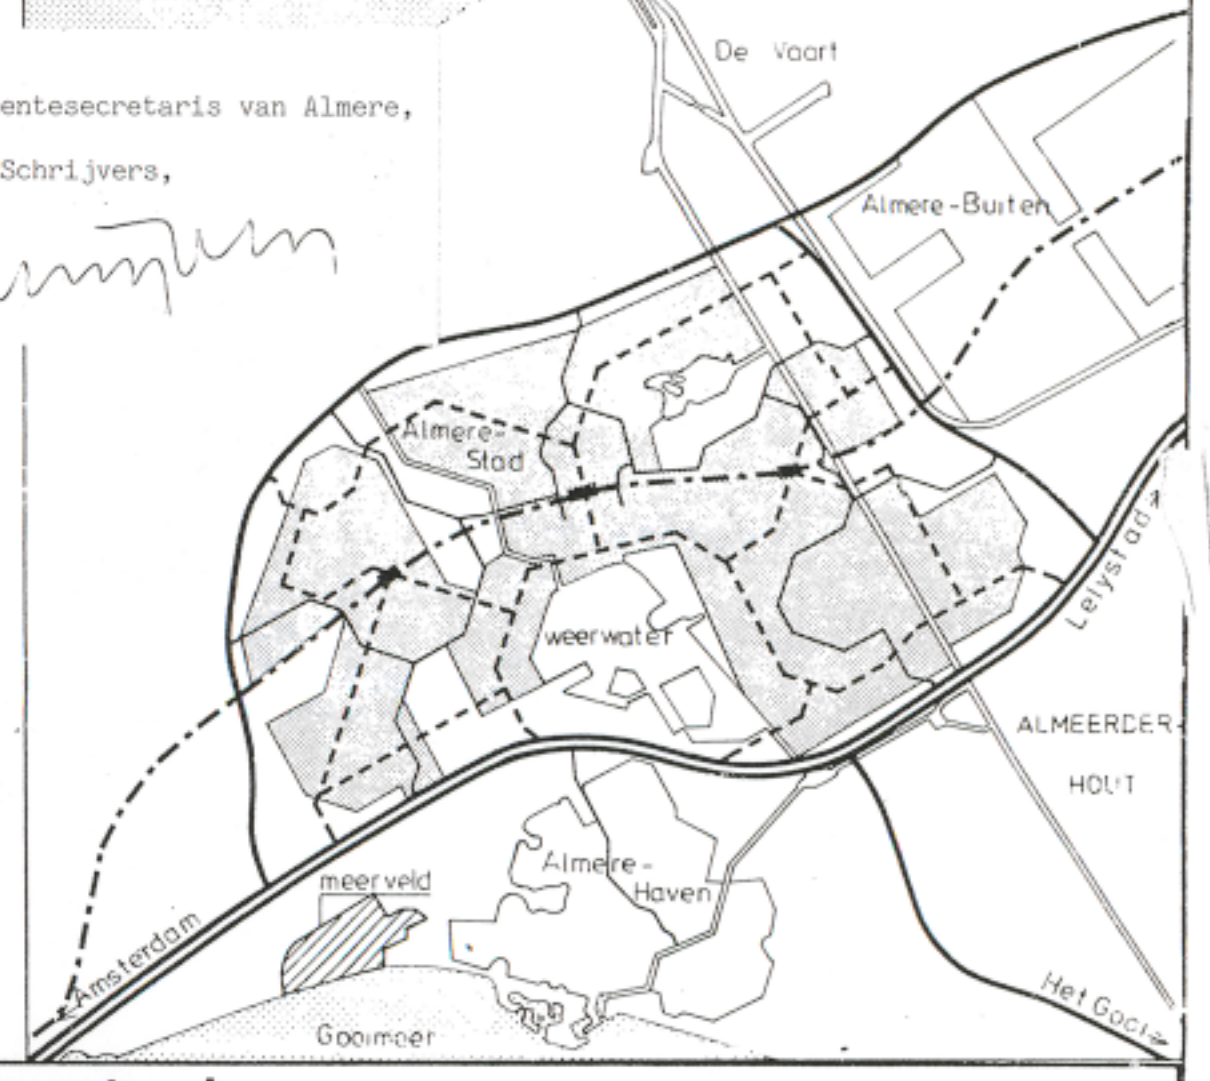 De Vaart
entesecretaris van Almere,
Schrijvers,
Almere-Buiten
Almere-
Stad
Lelystad
weerwater
ALMEERDER-
HOUT
Almere-
Haven
meerveld
Amsterdam
Het Gooi
Gooimeer